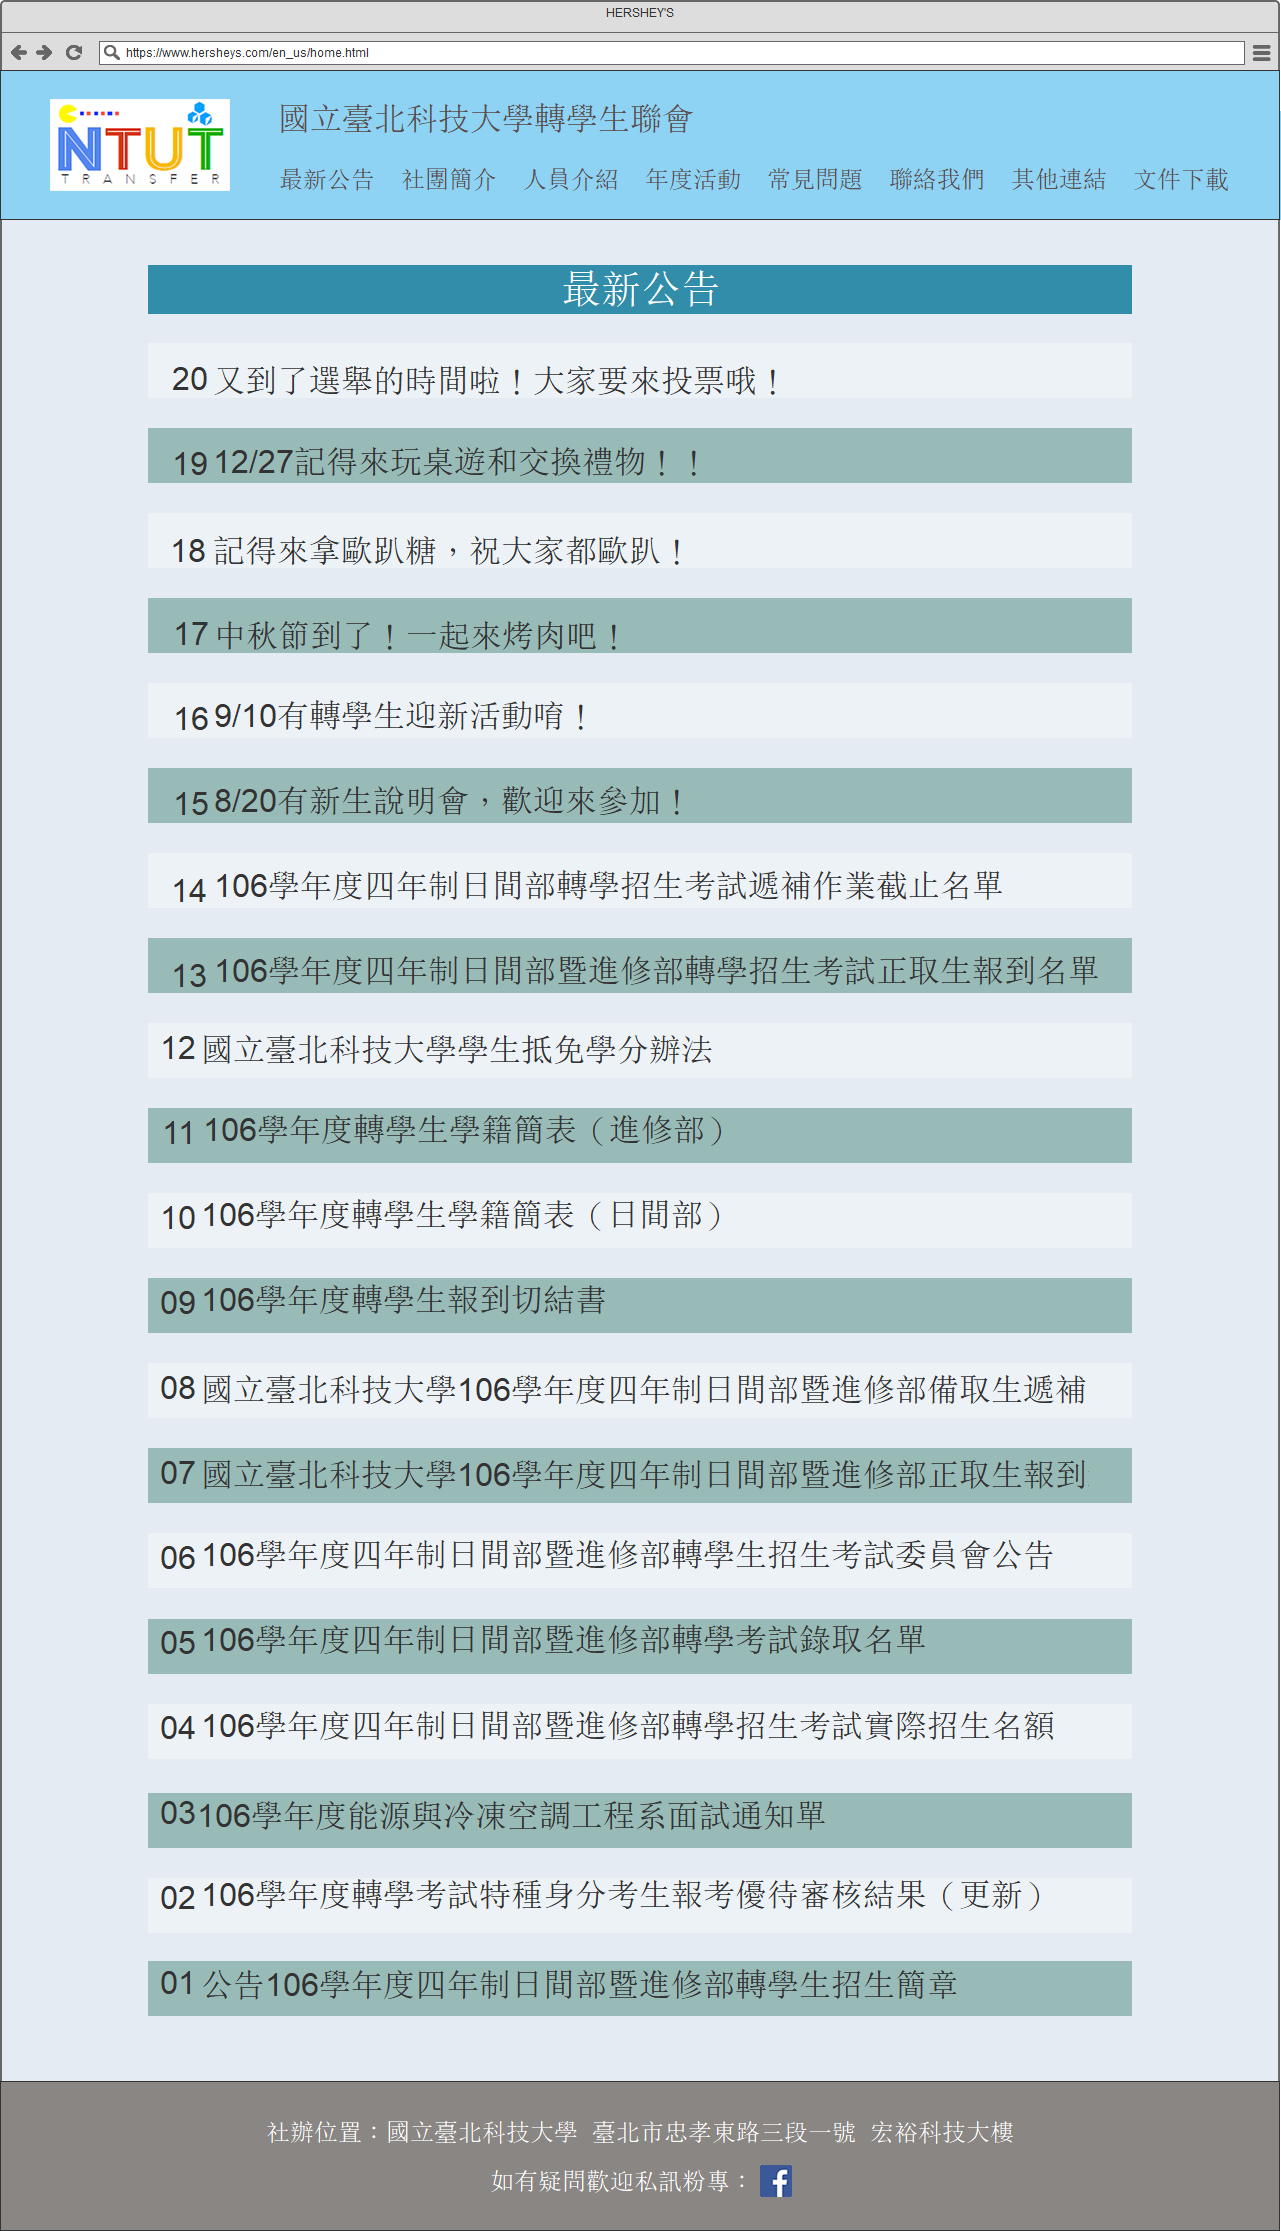 HERSHEY'S
https://www.hersheys.com/en_us/home.html
NTUT
TRANSFER
國立臺北科技大學轉學生聯會
最新公告 社團簡介 人員介紹 年度活動 常見問題 聯絡我們 其他連結 文件下載
最新公告
20 又到了選舉的時間啦！大家要來投票哦！
19 12/27記得來玩桌遊和交換禮物！！
18 記得來拿歐趴糖，祝大家都歐趴！
17 中秋節到了！一起來烤肉吧！
16 9/10有轉學生迎新活動唷！
15 8/20有新生說明會，歡迎來參加！
14 106學年度四年制日間部轉學招生考試遞補作業截止名單
13 106學年度四年制日間部暨進修部轉學招生考試正取生報到名單
12 國立臺北科技大學學生抵免學分辦法
11 106學年度轉學生學籍簡表（進修部）
10 106學年度轉學生學籍簡表（日間部）
09 106學年度轉學生報到切結書
08 國立臺北科技大學106學年度四年制日間部暨進修部備取生遞補
07 國立臺北科技大學106學年度四年制日間部暨進修部正取生報到
06 106學年度四年制日間部暨進修部轉學生招生考試委員會公告
05 106學年度四年制日間部暨進修部轉學考試錄取名單
04 106學年度四年制日間部暨進修部轉學招生考試實際招生名額
03 106學年度能源與冷凍空調工程系面試通知單
02 106學年度轉學考試特種身分考生報考優待審核結果（更新）
01 公告106學年度四年制日間部暨進修部轉學生招生簡章
社辦位置：國立臺北科技大學 臺北市忠孝東路三段一號 宏裕科技大樓
如有疑問歡迎私訊粉專：